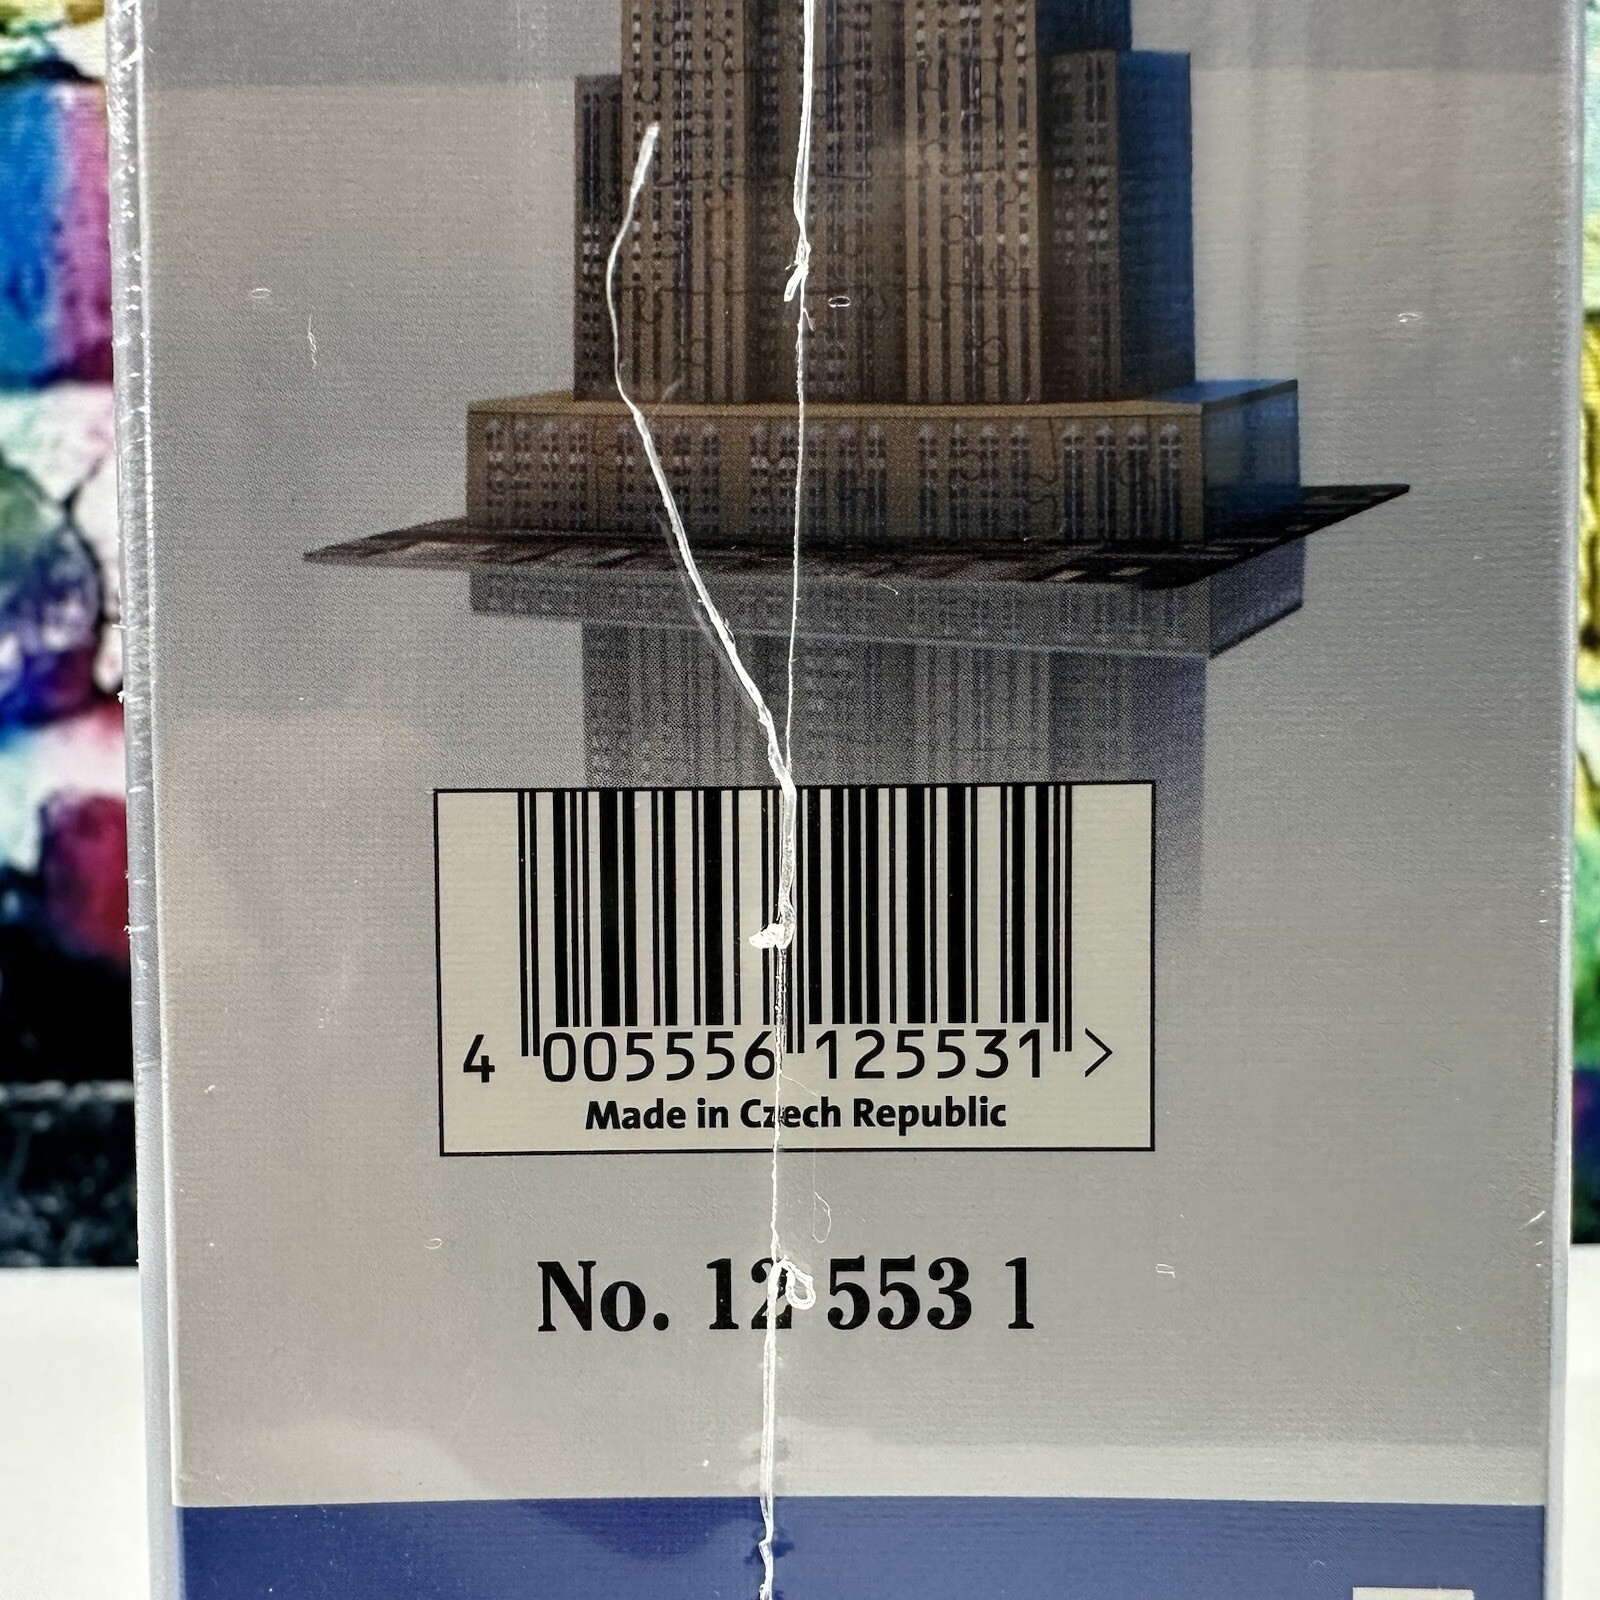 4 005556 125531 >
Made in Czech Republic
No. 12 553 1